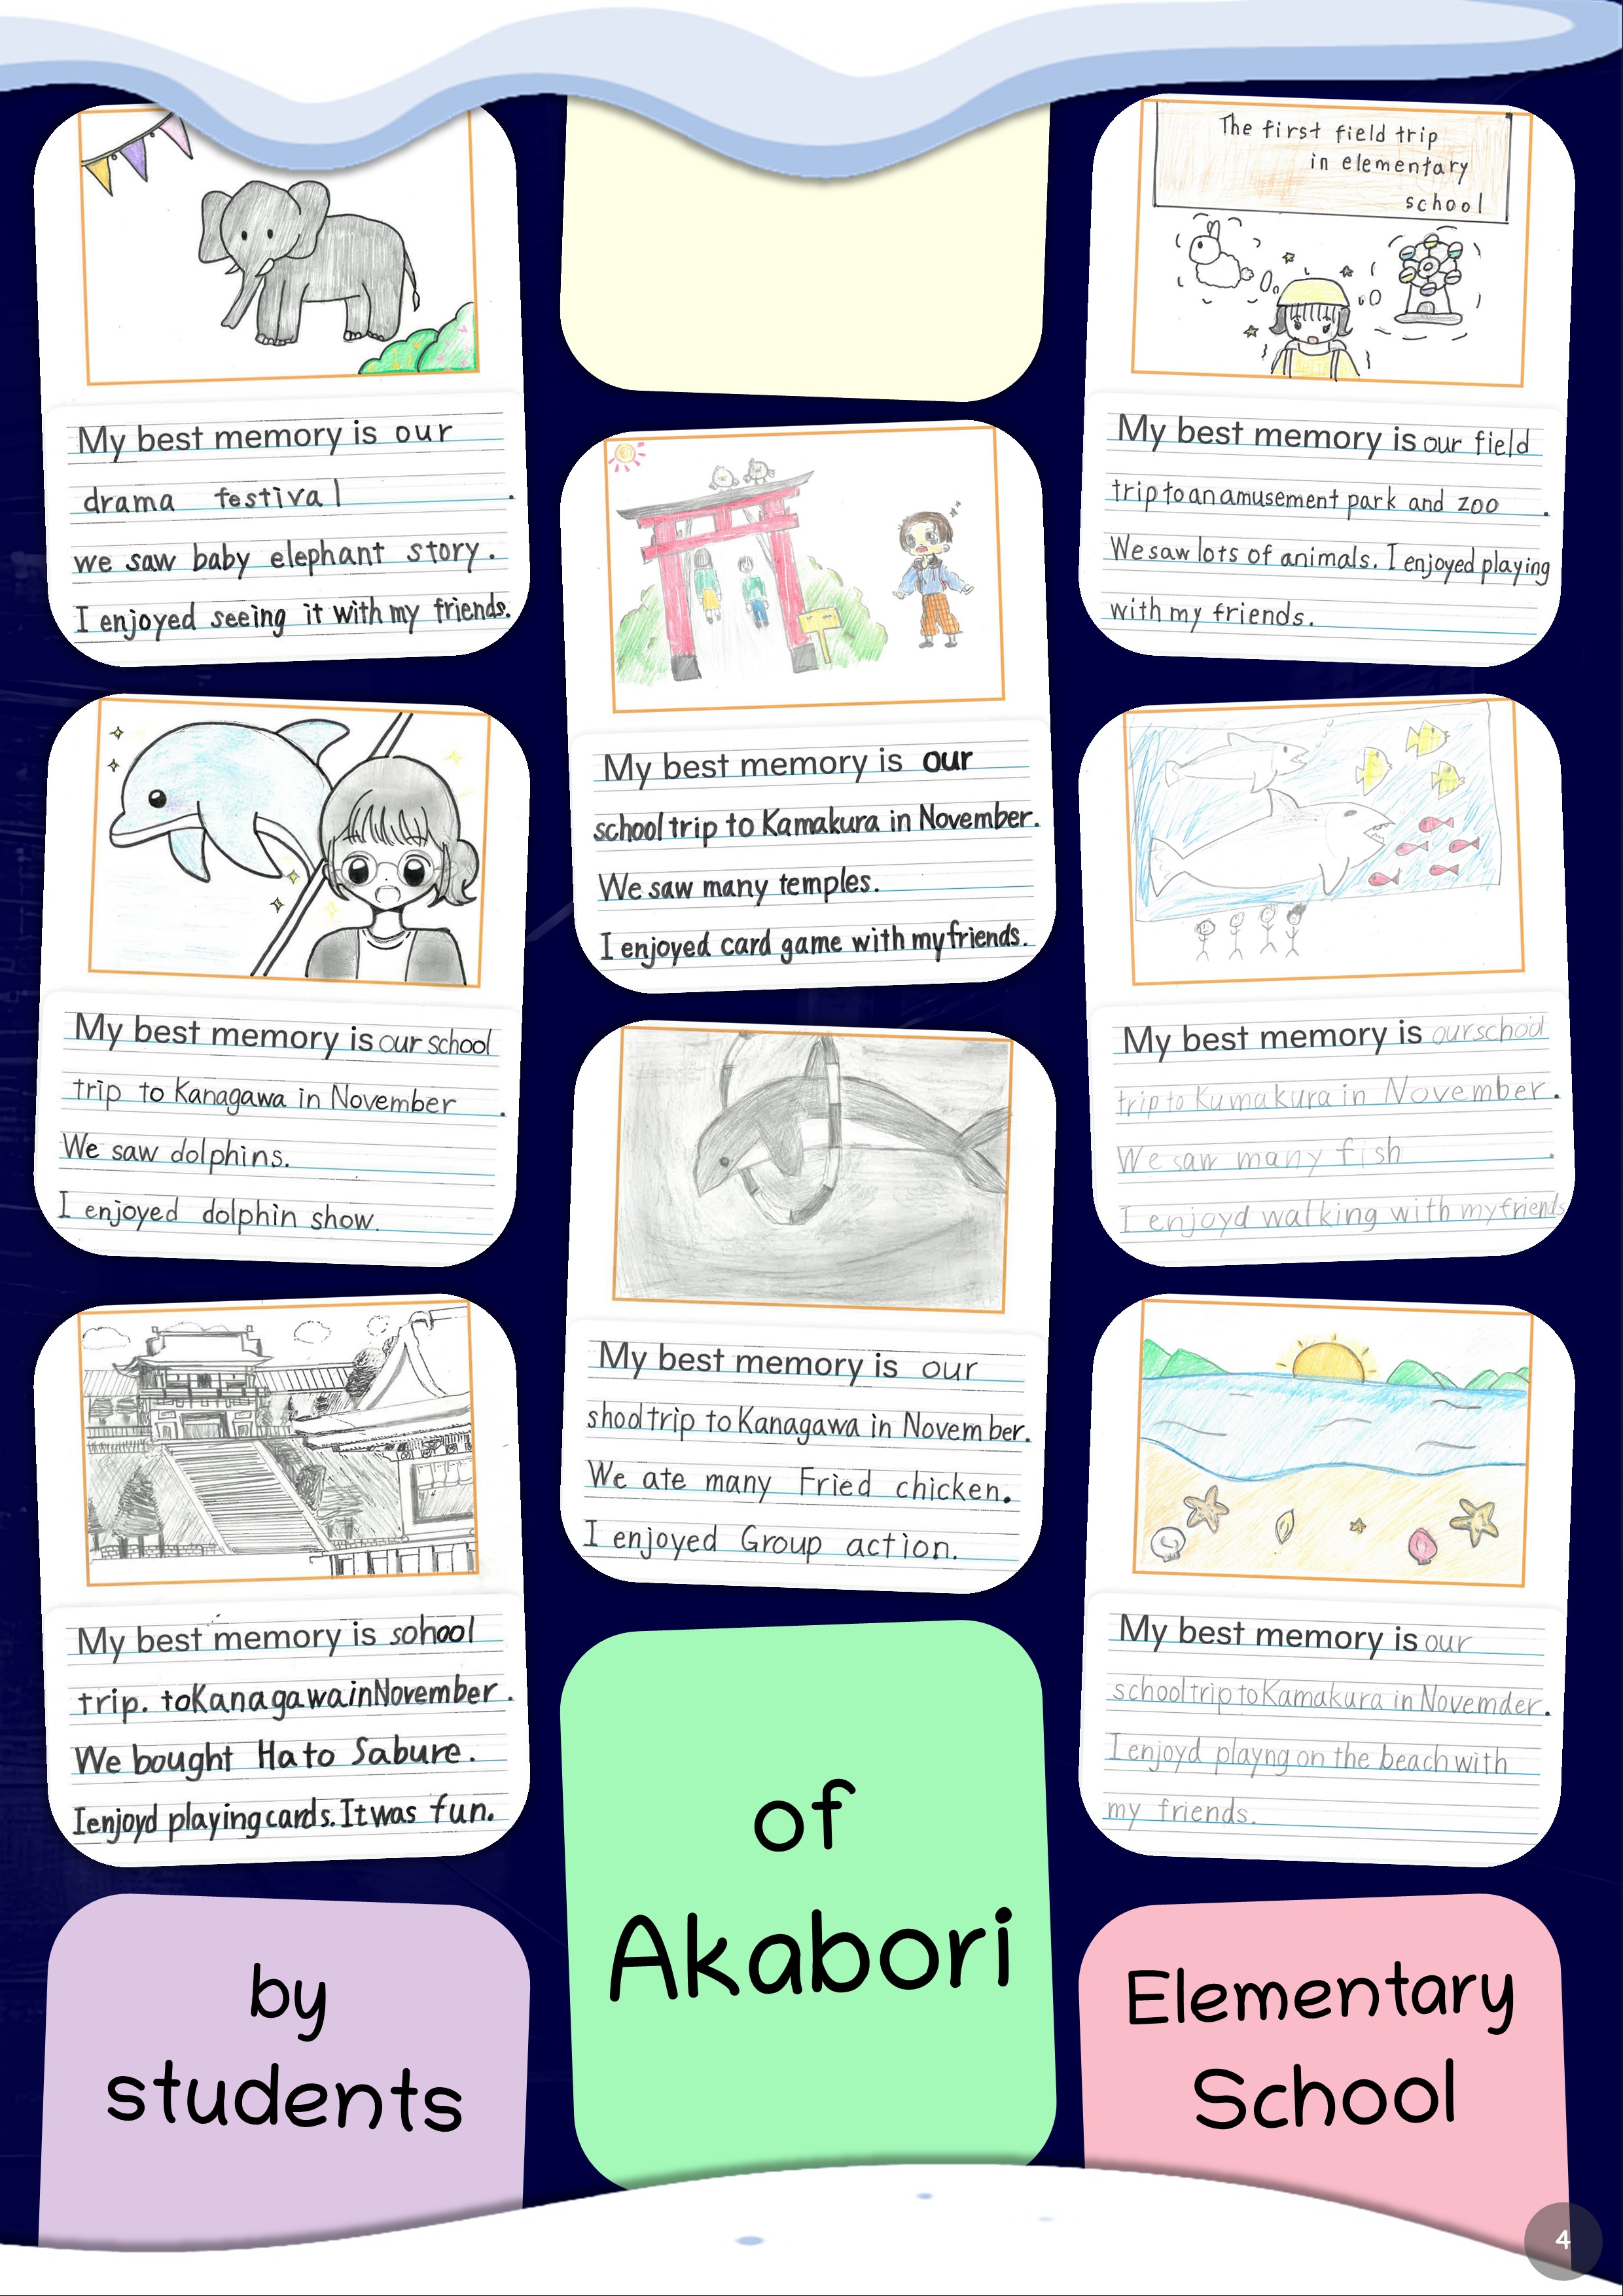 My best memory is our
drama festival .
we saw baby elephant story.
I enjoyed seeing it with my friends.
My best memory is our school
trip to Kanagawa in November .
We saw dolphins.
I enjoyed dolphin show.
My best memory is sohool
trip. toKanagawainNovember.
We bought Hato Sabure.
Ienjoyd playing cards. It was fun.
by
students
My best memory is our
school trip to Kamakura in November.
We saw many temples.
I enjoyed card game with my friends.
My best memory is our
shool trip to Kanagawa in November.
We ate many Fried chicken.
I enjoyed Group action.
of
Akabori
The first field trip
in elementary
school
My best memory is our field
trip to an amusement park and zoo .
We saw lots of animals. I enjoyed playing
with my friends.
My best memory is our school
trip to Kumakura in November.
We saw many fish .
I enjoyd walking with my friends
My best memory is our
school trip to Kamakura in Novemder.
I enjoyd playng on the beach with
my friends.
Elementary
School
4